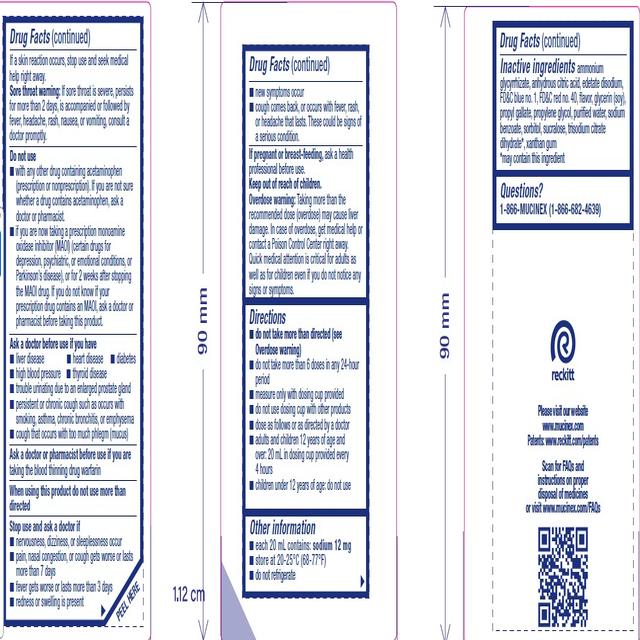 Drug Facts (continued)
If a skin reaction occurs, stop use and seek medical
help right away.
Sore throat warning: If sore throat is severe, persists
for more than 2 days, is accompanied or followed by
fever, headache, rash, nausea, or vomiting, consult a
doctor promptly.
Do not use
■ with any other drug containing acetaminophen
(prescription or nonprescription). If you are not sure
whether a drug contains acetaminophen, ask a
doctor or pharmacist.
■ if you are now taking a prescription monoamine
oxidase inhibitor (MAOI) (certain drugs for
depression, psychiatric, or emotional conditions, or
Parkinson's disease), or for 2 weeks after stopping
the MAOI drug. If you do not know if your
prescription drug contains an MAOI, ask a doctor or
pharmacist before taking this product.
Ask a doctor before use if you have
■ liver disease ■ heart disease ■ diabetes
■ high blood pressure ■ thyroid disease
■ trouble urinating due to an enlarged prostate gland
■ persistent or chronic cough such as occurs with
smoking, asthma, chronic bronchitis, or emphysema
■ cough that occurs with too much phlegm (mucus)
Ask a doctor or pharmacist before use if you are
taking the blood thinning drug warfarin
When using this product do not use more than
directed
Stop use and ask a doctor if
■ nervousness, dizziness, or sleeplessness occur
■ pain, nasal congestion, or cough gets worse or lasts
more than 7 days
■ fever gets worse or lasts more than 3 days
■ redness or swelling is present
PEEL HERE
90 mm
1.12 cm
Drug Facts (continued)
■ new symptoms occur
■ cough comes back, or occurs with fever, rash,
or headache that lasts. These could be signs of
a serious condition.
If pregnant or breast-feeding, ask a health
professional before use.
Keep out of reach of children.
Overdose warning: Taking more than the
recommended dose (overdose) may cause liver
damage. In case of overdose, get medical help or
contact a Poison Control Center right away.
Quick medical attention is critical for adults as
well as for children even if you do not notice any
signs or symptoms.
Directions
■ do not take more than directed (see
Overdose warning)
■ do not take more than 6 doses in any 24-hour
period
■ measure only with dosing cup provided
■ do not use dosing cup with other products
■ dose as follows or as directed by a doctor
■ adults and children 12 years of age and
over: 20 mL in dosing cup provided every
4 hours
■ children under 12 years of age: do not use
Other information
■ each 20 mL contains: sodium 12 mg
■ store at 20-25°C (68-77°F)
■ do not refrigerate
90 mm
Drug Facts (continued)
Inactive ingredients ammonium
glycyrrhizate, anhydrous citric acid, edetate disodium,
FD&C blue no. 1, FD&C red no. 40, flavor, glycerin (soy),
propyl gallate, propylene glycol, purified water, sodium
benzoate, sorbitol, sucralose, trisodium citrate
dihydrate*, xanthan gum
*may contain this ingredient
Questions?
1-866-MUCINEX (1-866-682-4639)
reckitt
Please visit our website
www.mucinex.com
Patents: www.reckitt.com/patents
Scan for FAQs and
instructions on proper
disposal of medicines
or visit www.mucinex.com/FAQs